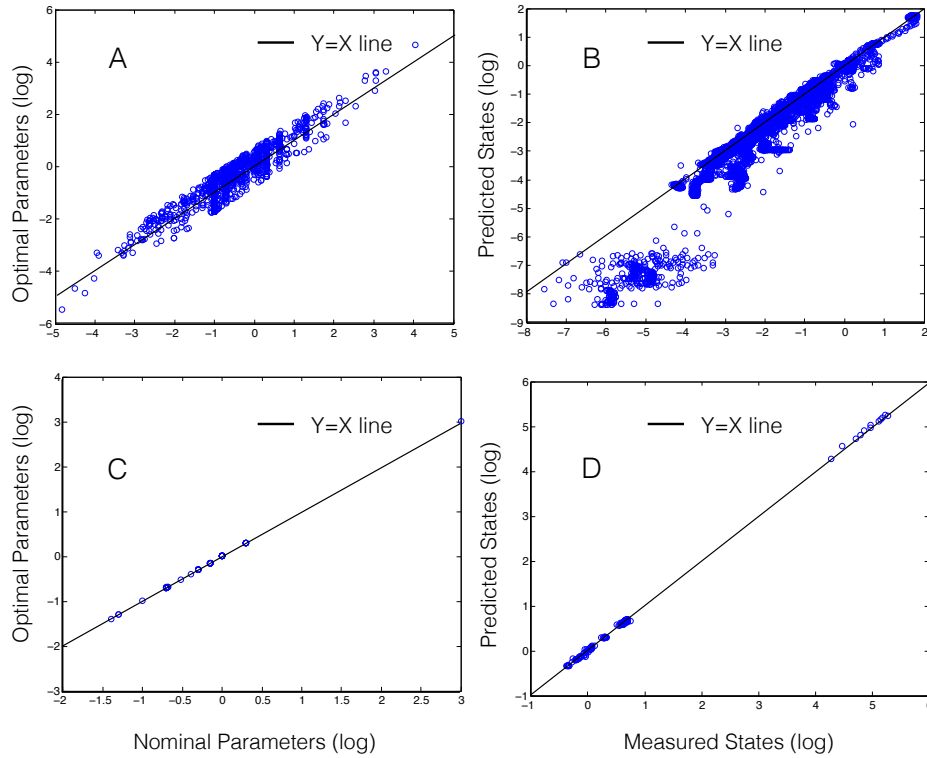 A
Y=X line
Optimal Parameters (log)
6
4
2
0
−2
−4
−6
−5 −4 −3 −2 −1 0 1 2 3 4 5
B
Y=X line
Predicted States (log)
2
1
0
−1
−2
−3
−4
−5
−6
−7
−8
−9
−8 −7 −6 −5 −4 −3 −2 −1 0 1 2
C
Y=X line
Optimal Parameters (log)
4
3
2
1
0
−1
−2
−3
−2 −1.5 −1 −0.5 0 0.5 1 1.5 2 2.5 3
Nominal Parameters (log)
D
Y=X line
Predicted States (log)
6
5
4
3
2
1
0
−1
−1 0 1 2 3 4 5 6
Measured States (log)